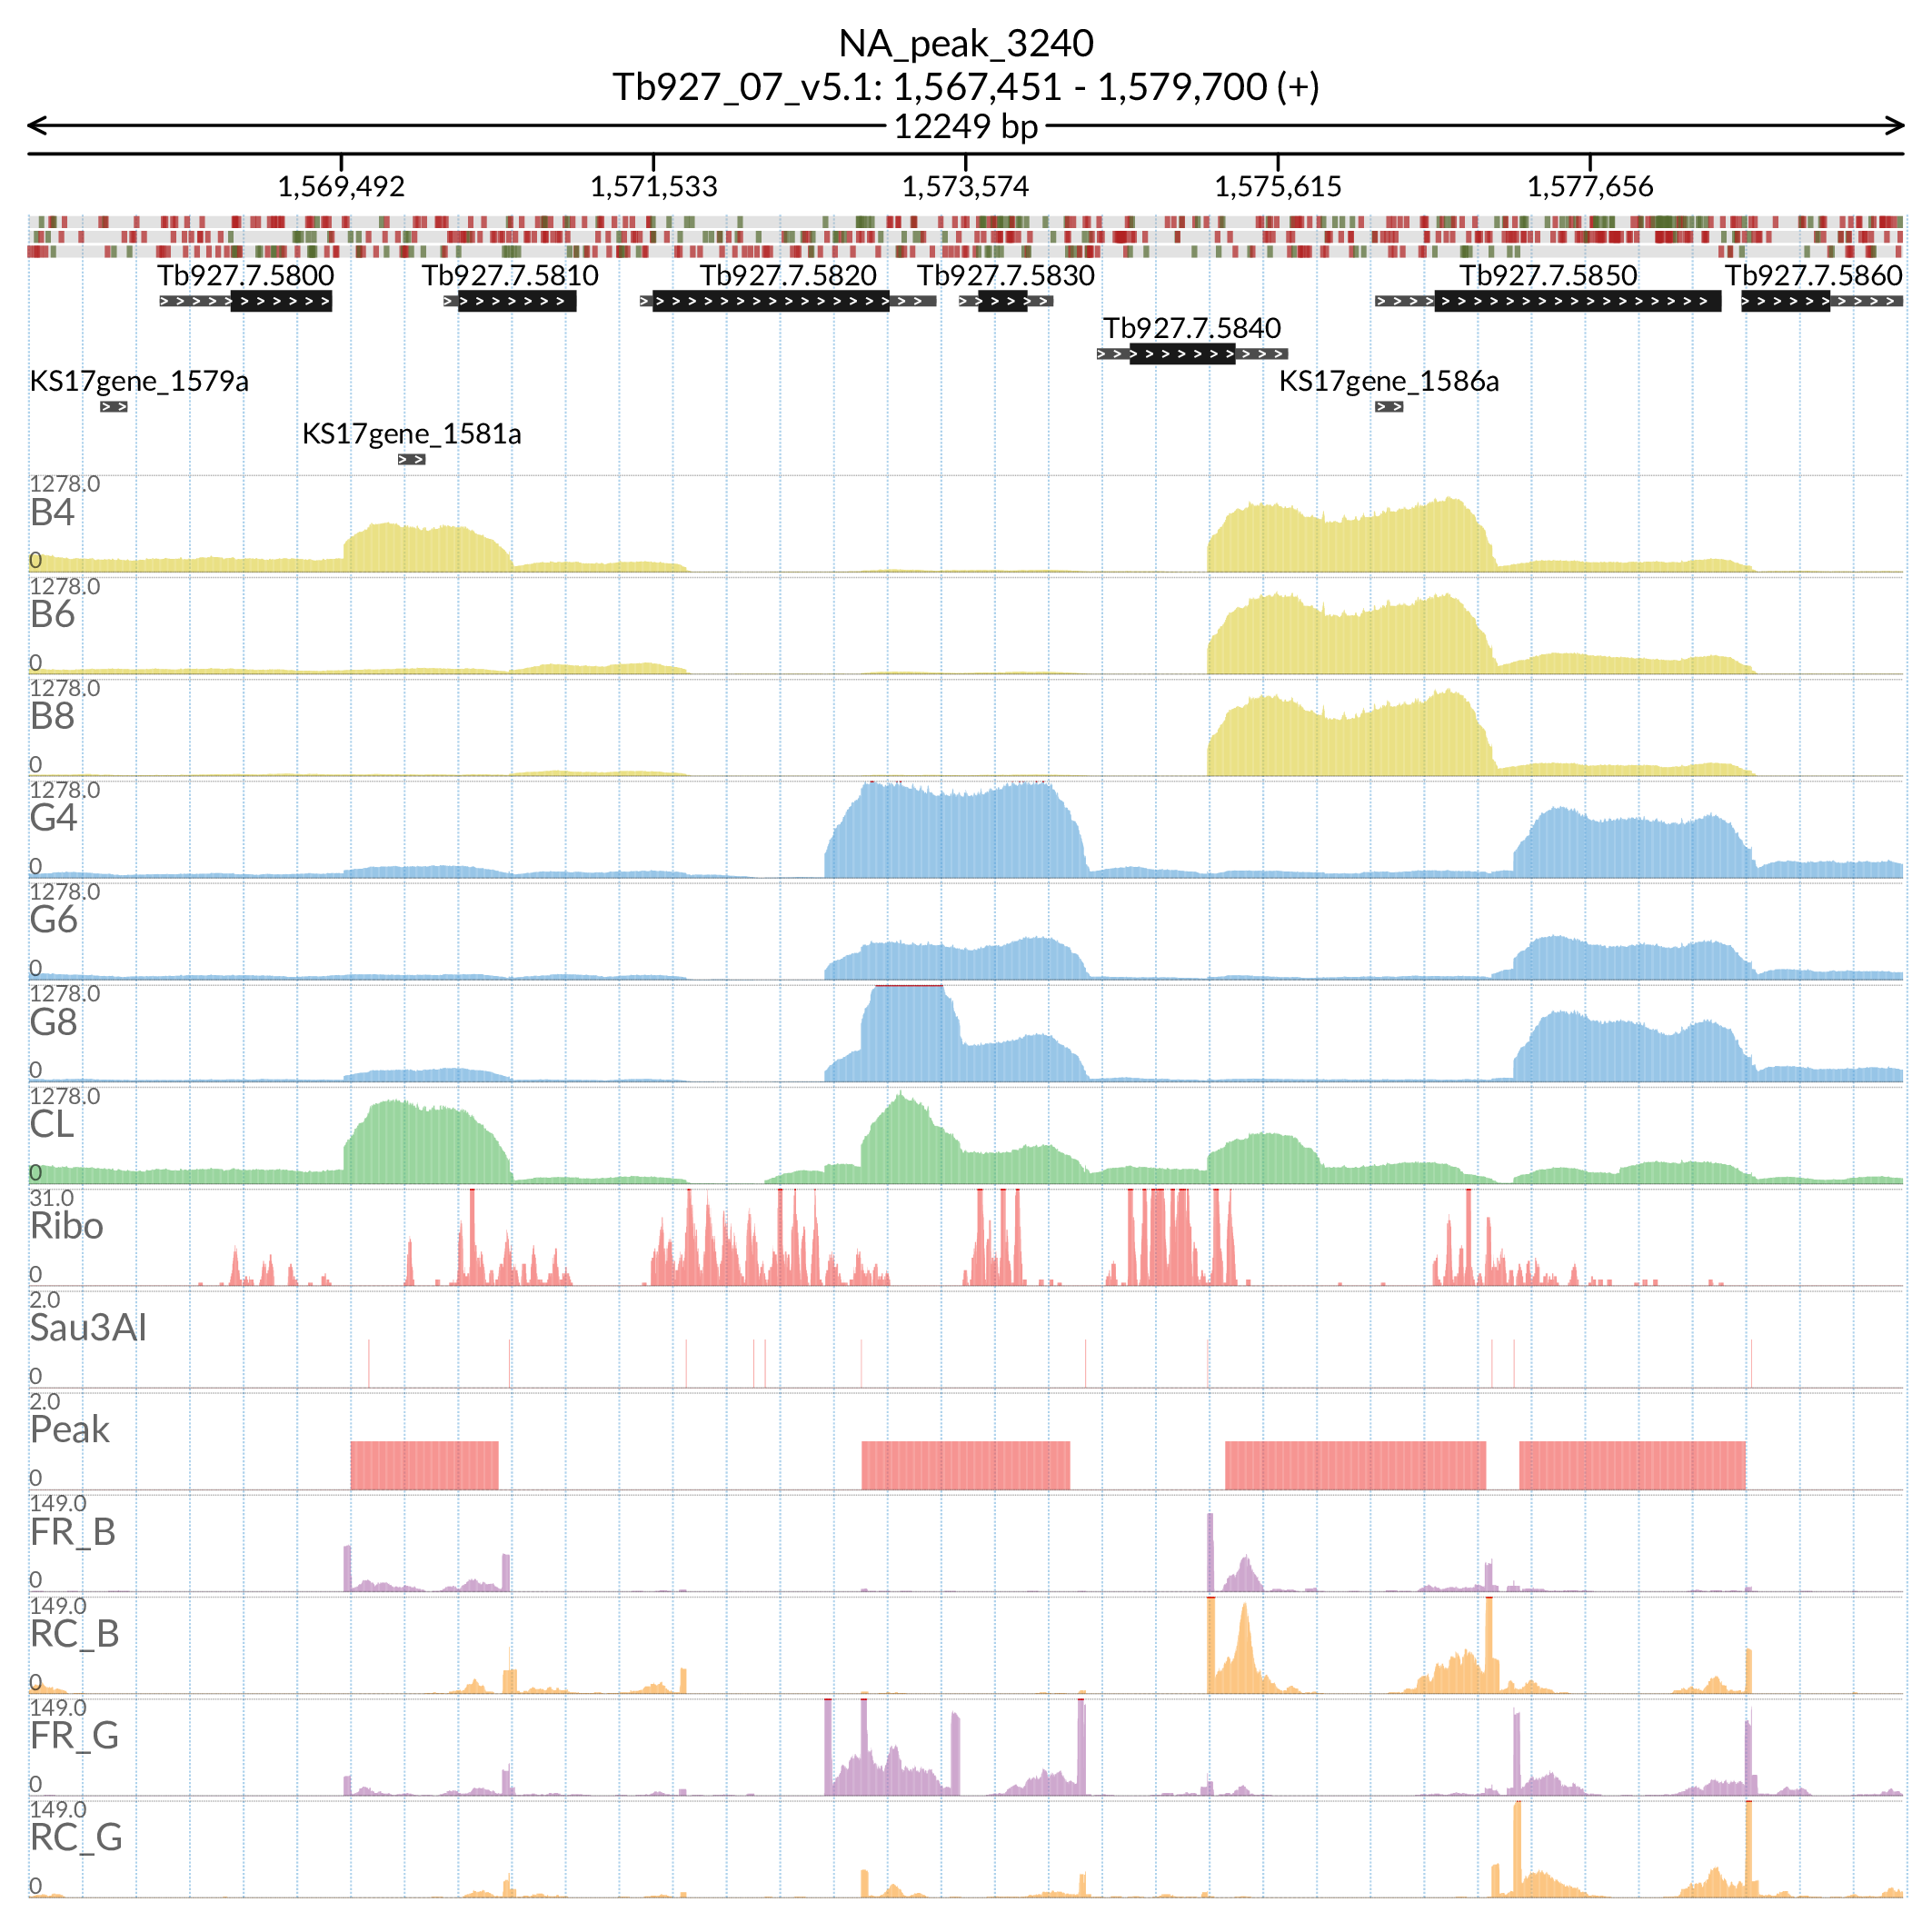 NA_peak_3240
Tb927_07_v5.1: 1,567,451 - 1,579,700 (+)
12249 bp
1,569,492 1,571,533 1,573,574 1,575,615 1,577,656
Tb927.7.5800 Tb927.7.5810 Tb927.7.5820 Tb927.7.5830 Tb927.7.5850 Tb927.7.5860
Tb927.7.5840
KS17gene_1579a KS17gene_1586a
KS17gene_1581a
1278.0
B4
0
1278.0
B6
0
1278.0
B8
0
1278.0
G4
0
1278.0
G6
0
1278.0
G8
0
1278.0
CL
0
31.0
Ribo
0
2.0
Sau3AI
0
2.0
Peak
0
149.0
FR_B
0
149.0
RC_B
0
149.0
FR_G
0
149.0
RC_G
0